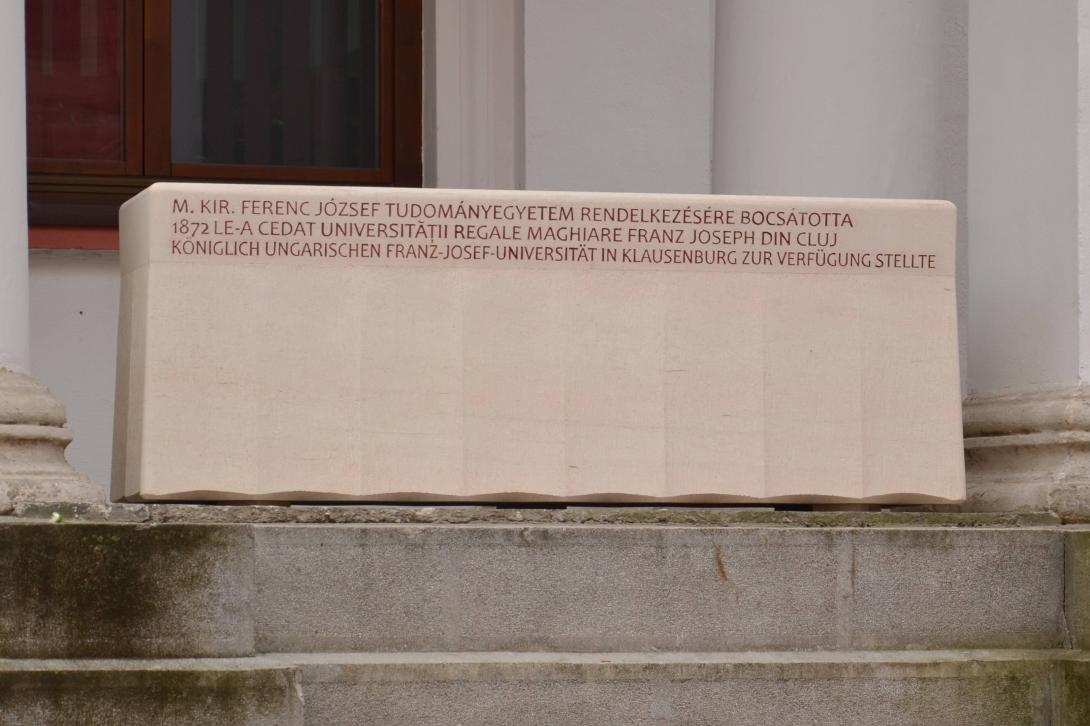 M. KIR. FERENC JÓZSEF TUDOMÁNYEGYETEM RENDELKEZÉSÉRE BOCSÁTOTTA
1872 LE-A CEDAT UNIVERSITĂȚII REGALE MAGHIARE FRANZ JOSEPH DIN CLUJ
KÖNIGLICH UNGARISCHEN FRANZ-JOSEF-UNIVERSITÄT IN KLAUSENBURG ZUR VERFÜGUNG STELLTE